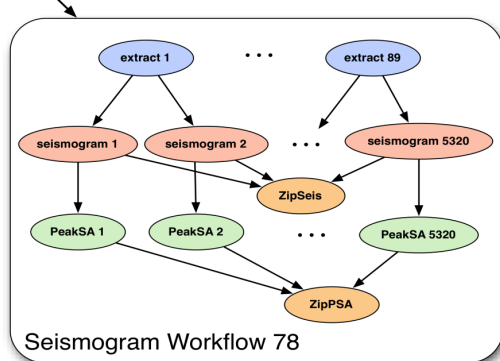 extract 1
...
extract 89
seismogram 1
seismogram 2
...
seismogram 5320
ZipSeis
PeakSA 1
PeakSA 2
...
PeakSA 5320
ZipPSA
Seismogram Workflow 78